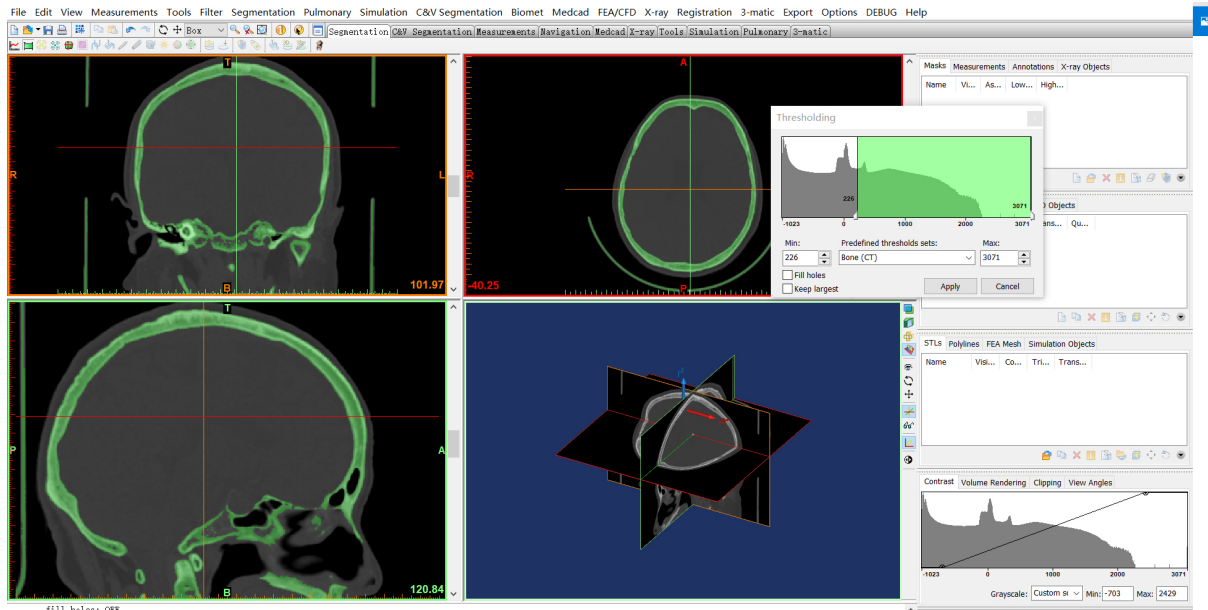 File Edit View Measurements Tools Filter Segmentation Pulmonary Simulation C&V Segmentation Biomet Medcad FEA/CFD X-ray Registration 3-matic Export Options DEBUG Help
Box Segmentation C&V Segmentation Measurements Navigation Medcad X-ray Tools Simulation Pulmonary 3-matic
T
R
L
B
101.97
A
R
P
-40.25
T
P
A
B
120.84
Thresholding
226
3071
-1023 0 1000 2000 3071
Min: Predefined thresholds sets: Max:
226 Bone (CT) 3071
Fill holes
Keep largest
Apply Cancel
Masks Measurements Annotations X-ray Objects
Name Vi... As... Low... High...
D Objects
ans... Qu...
STLs Polylines FEA Mesh Simulation Objects
Name Visi... Co... Tri... Trans...
Contrast Volume Rendering Clipping View Angles
-1023 0 1000 2000 3071
Grayscale: Custom s Min: -703 Max: 2429
fill holes: OFF